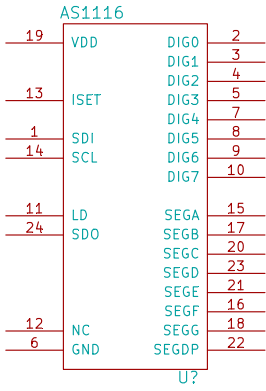 AS1116
19 VDD DIG0 2
DIG1 3
DIG2 4
13 ISET DIG3 5
DIG4 7
1 SDI DIG5 8
14 SCL DIG6 9
DIG7 10
11 LD SEGA 15
24 SDO SEGB 17
SEGC 20
SEGD 23
SEGE 21
SEGF 16
12 NC SEGG 18
6 GND SEGDP 22
U?